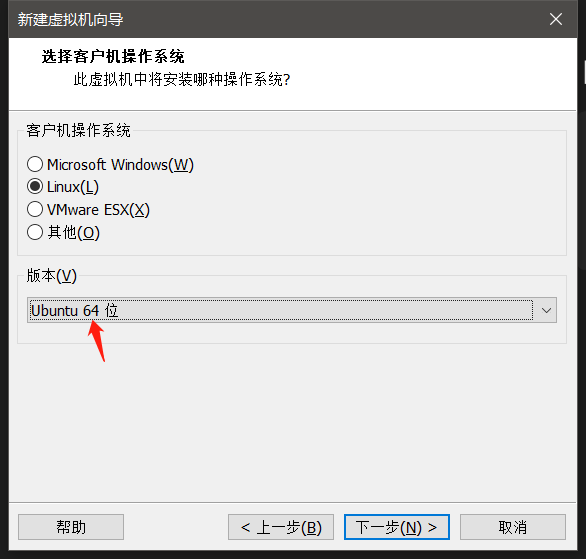 新建虚拟机向导
选择客户机操作系统
此虚拟机中将安装哪种操作系统?
客户机操作系统
Microsoft Windows(W)
Linux(L)
VMware ESX(X)
其他(O)
版本(V)
Ubuntu 64 位
帮助
< 上一步(B)
下一步(N) >
取消